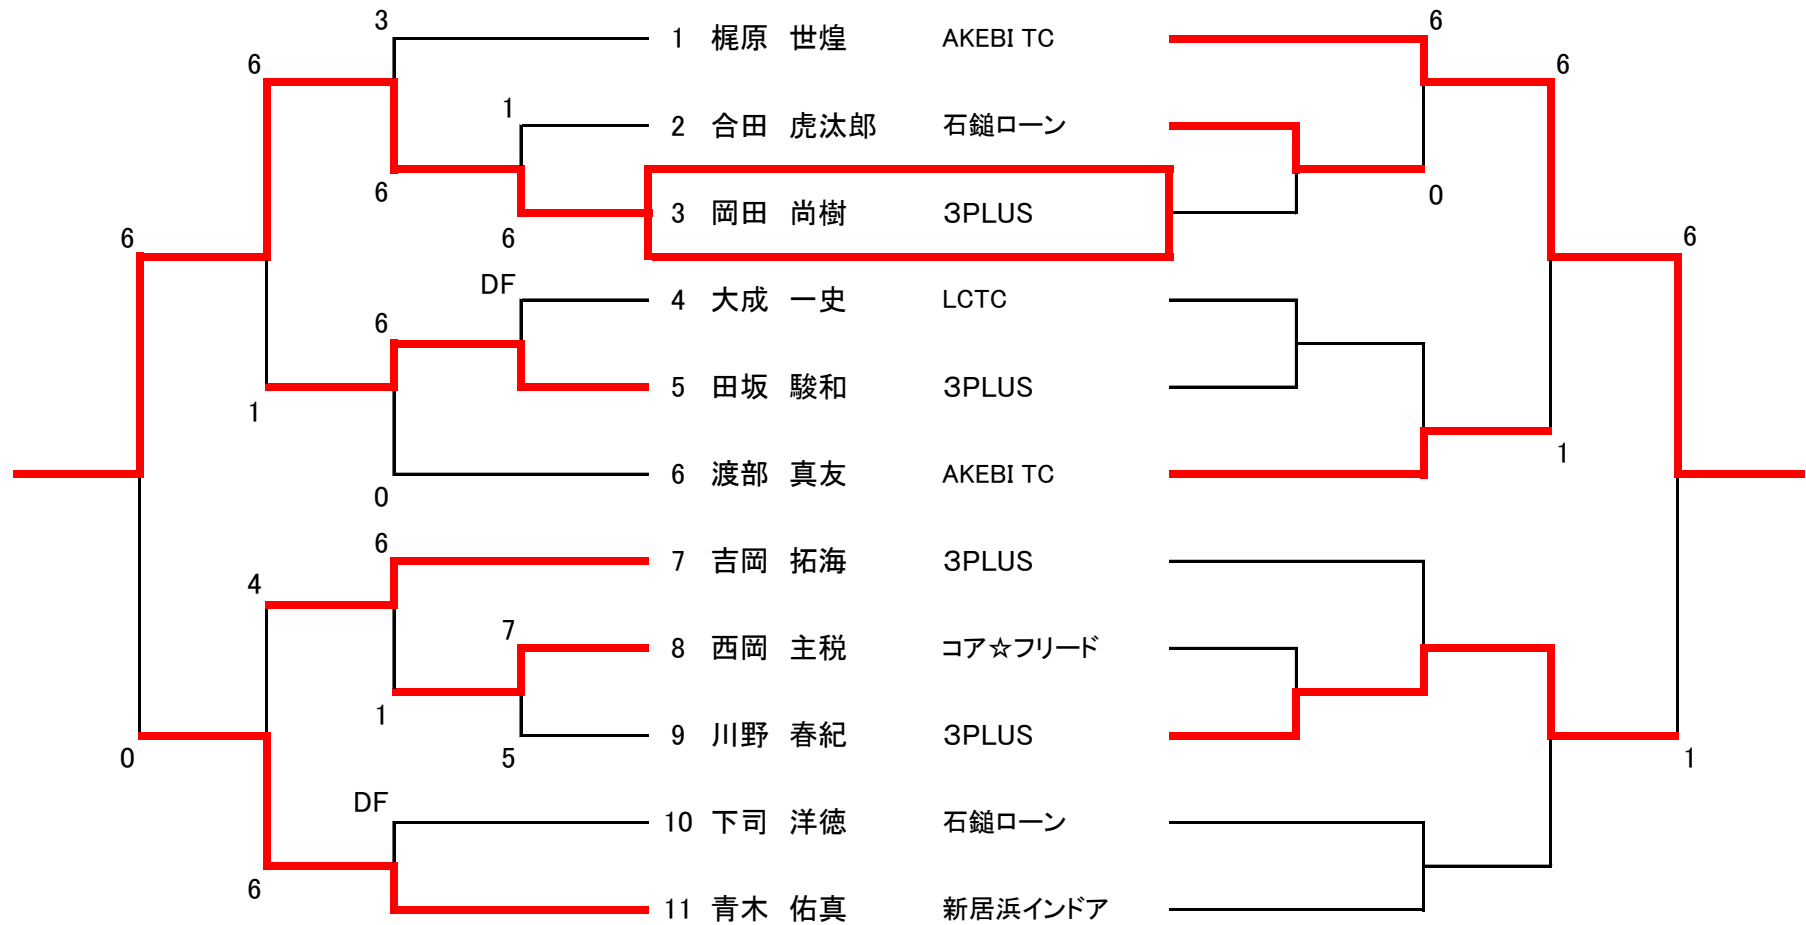 3
6
1 梶原 世煌 AKEBI TC
6
6
1
2 合田 虎汰郎 石鎚ローン
6
0
3 岡田 尚樹 3PLUS
6
6
6
DF
4 大成 一史 LCTC
6
5 田坂 駿和 3PLUS
1
1
6 渡部 真友 AKEBI TC
0
6
7 吉岡 拓海 3PLUS
4
7
8 西岡 主税 コア☆フリード
1
9 川野 春紀 3PLUS
0
5
1
DF
10 下司 洋徳 石鎚ローン
6
11 青木 佑真 新居浜インドア